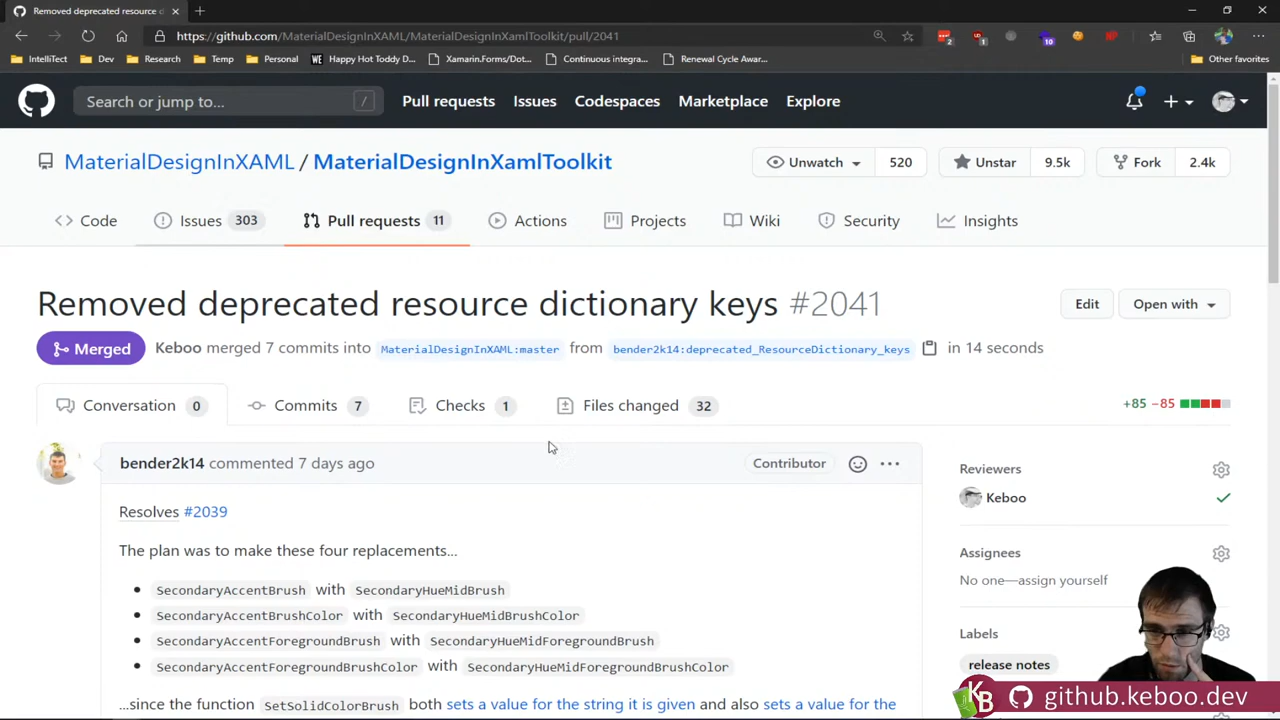 Removed deprecated resource d
https://github.com/MaterialDesignInXAML/MaterialDesignInXamlToolkit/pull/2041
2
1
10
IntelliTect
Dev
Research
Temp
Personal
WE Happy Hot Toddy D...
Xamarin.Forms/Dot...
Continuous integra...
Renewal Cycle Awar...
Other favorites
Search or jump to...
/
Pull requests
Issues
Codespaces
Marketplace
Explore
MaterialDesignInXAML / MaterialDesignInXamlToolkit
Unwatch 520
Unstar 9.5k
Fork 2.4k
Code
Issues 303
Pull requests 11
Actions
Projects
Wiki
Security
Insights
Removed deprecated resource dictionary keys #2041
Edit
Open with
Merged
Keboo merged 7 commits into MaterialDesignInXAML:master from bender2k14:deprecated_ResourceDictionary_keys in 14 seconds
Conversation 0
Commits 7
Checks 1
Files changed 32
+85 −85
bender2k14 commented 7 days ago
Contributor
Reviewers
Keboo
Resolves #2039
The plan was to make these four replacements...
Assignees
No one—assign yourself
SecondaryAccentBrush with SecondaryHueMidBrush
SecondaryAccentBrushColor with SecondaryHueMidBrushColor
SecondaryAccentForegroundBrush with SecondaryHueMidForegroundBrush
SecondaryAccentForegroundBrushColor with SecondaryHueMidForegroundBrushColor
Labels
release notes
...since the function SetSolidColorBrush both sets a value for the string it is given and also sets a value for the
KB
github.keboo.dev